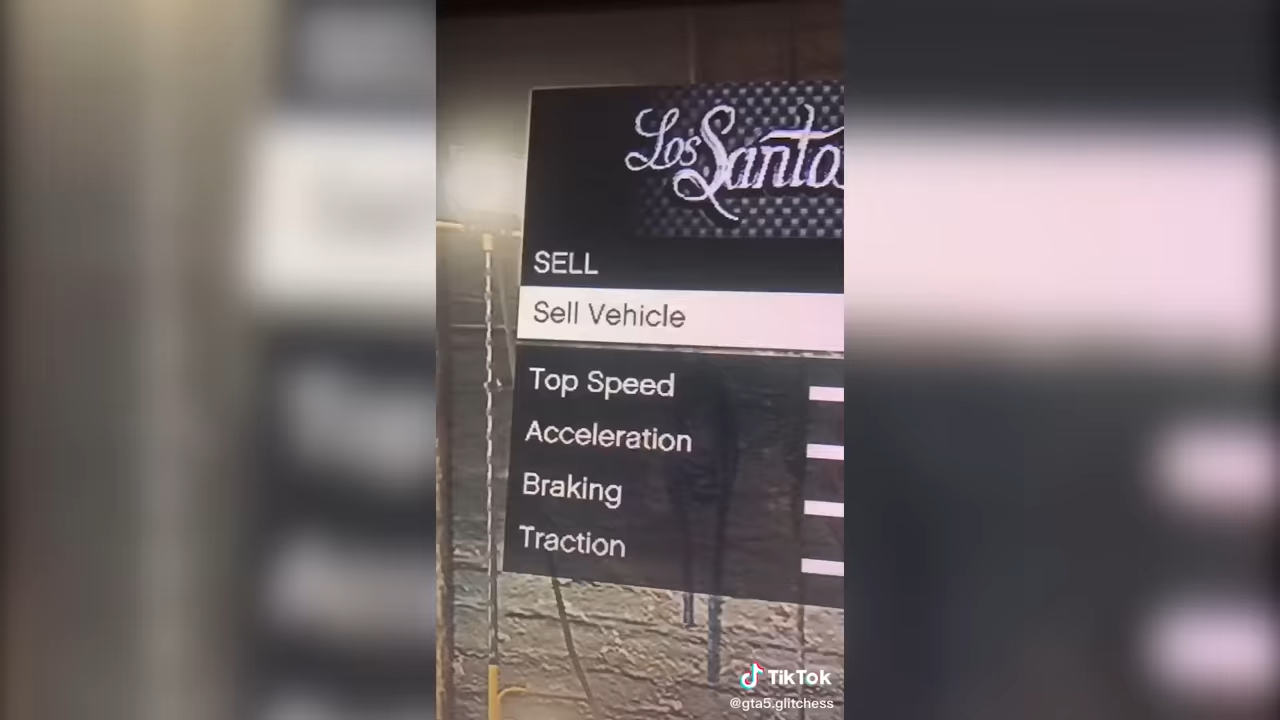 Los Santo
SELL
Sell Vehicle
Top Speed
Acceleration
Braking
Traction
TikTok
@gta5.glitchess